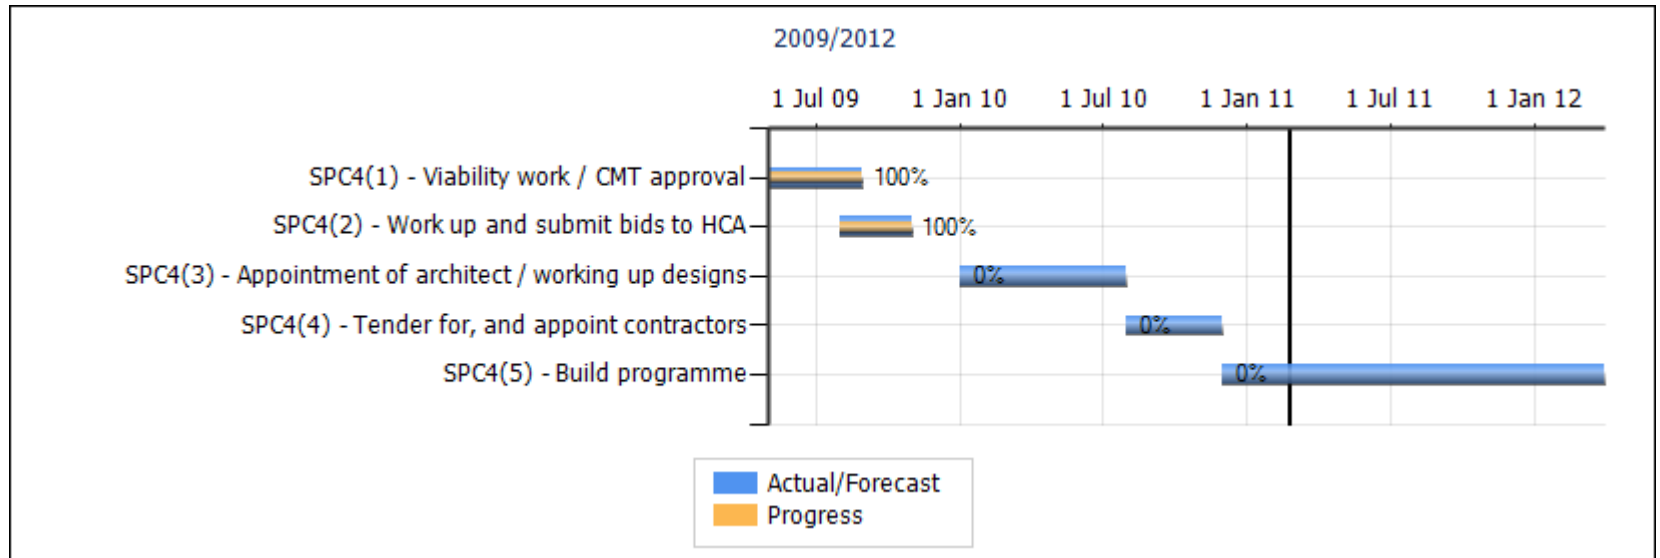 2009/2012
1 Jul 09 1 Jan 10 1 Jul 10 1 Jan 11 1 Jul 11 1 Jan 12
SPC4(1) - Viability work / CMT approval 100%
SPC4(2) - Work up and submit bids to HCA 100%
SPC4(3) - Appointment of architect / working up designs 0%
SPC4(4) - Tender for, and appoint contractors 0%
SPC4(5) - Build programme 0%
Actual/Forecast
Progress